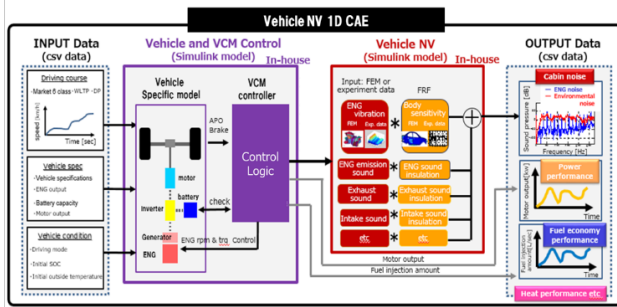 Vehicle NV 1D CAE
INPUT Data
(csv data)
Driving course
-Market 6 class -WLTP -DF
speed [km/h]
Time [sec]
Vehicle spec
-Vehicle specifications
-ENG output
-Battery capacity
-Motor output
Vehicle condition
-Driving mode
-Initial SOC
-Initial outside temperature
Vehicle and VCM Control
(Simulink model)
In-house
Vehicle
Specific model
motor
battery
inverter
Generator
ENG
APO
Brake
check
ENG rpm & trq Control
VCM
controller
Control
Logic
Vehicle NV
(Simulink model)
In-house
Input: FEM or
experiment data
FRF
ENG
vibration
FEM Exp. data
*
Body
sensitivity
FEM Exp. data
ENG emission
sound
*
ENG sound
insulation
Exhaust
sound
*
Exhaust sound
insulation
Intake sound
*
Intake sound
insulation
etc
*
etc
Motor output
Fuel injection amount
OUTPUT Data
(csv data)
Cabin noise
ENG noise
Environmental
noise
Sound pressure [dB]
Frequency [Hz]
Power
performance
Motor output[kw]
Time
Fuel economy
performance
Fuel injection
amount[L/sec]
Time
Heat performance etc